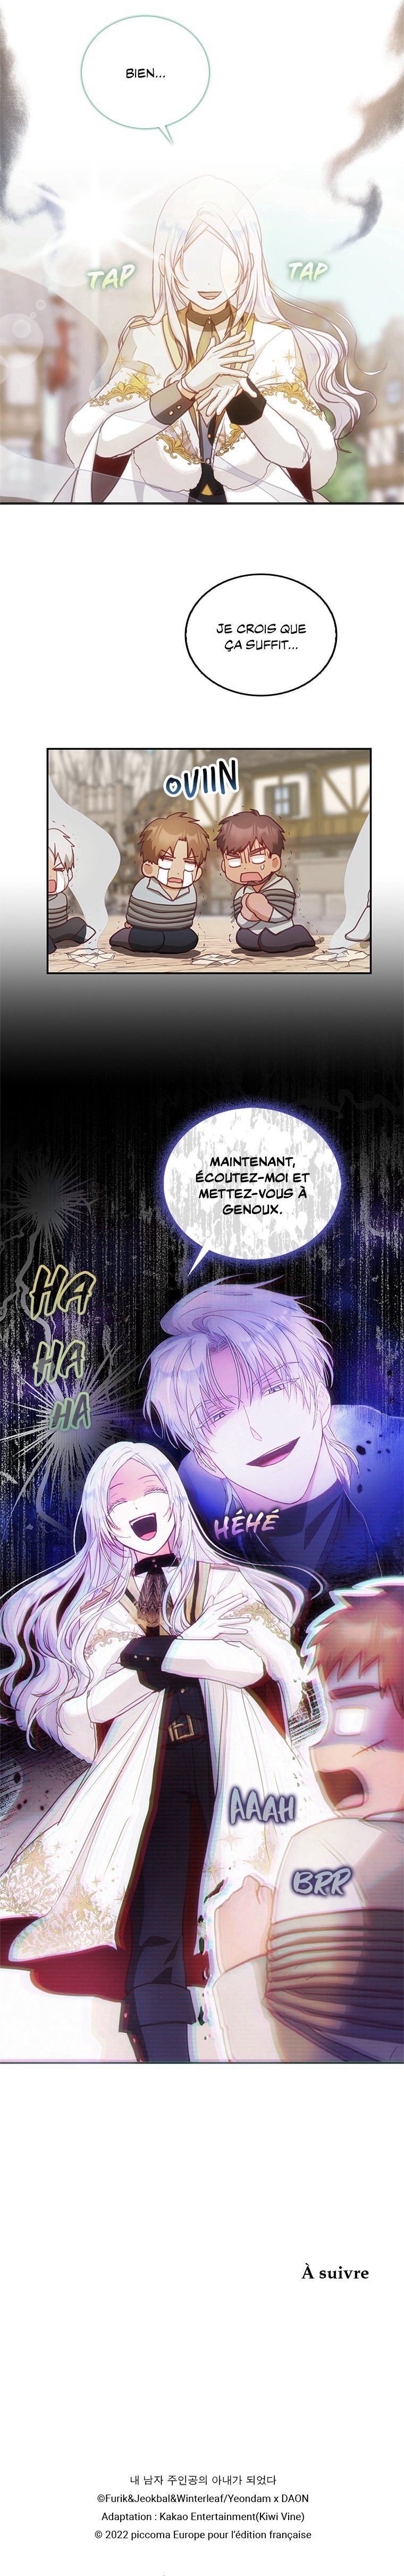 BIEN...
TAP
TAP
JE CROIS QUE
ÇA SUFFIT...
OUIIN
MAINTENANT,
ÉCOUTEZ-MOI ET
METTEZ-VOUS À
GENOUX.
HA
HA
HA
HÉHÉ
AAAH
BRR
À suivre
내 남자 주인공의 아내가 되었다
©Furik&Jeokbal&Winterleaf/Yeondam x DAON
Adaptation : Kakao Entertainment(Kiwi Vine)
© 2022 piccoma Europe pour l'édition française